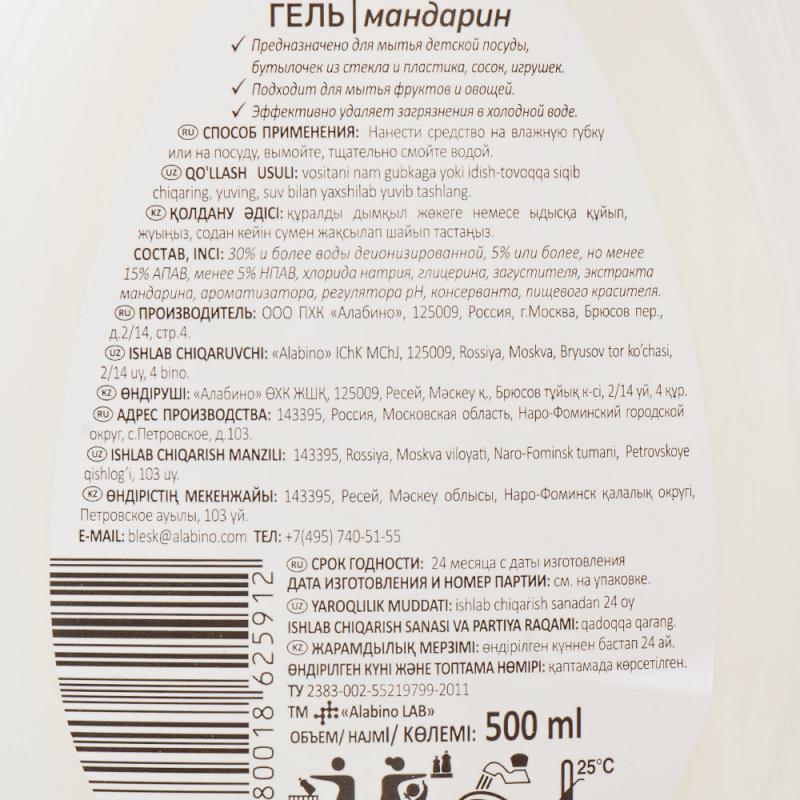 ГЕЛЬ | мандарин
✓ Предназначено для мытья детской посуды,
бутылочек из стекла и пластика, сосок, игрушек.
✓ Подходит для мытья фруктов и овощей.
✓ Эффективно удаляет загрязнения в холодной воде.
RU СПОСОБ ПРИМЕНЕНИЯ: Нанести средство на влажную губку
или на посуду, вымойте, тщательно смойте водой.
UZ QO'LLASH USULI: vositani nam gubkaga yoki idish-tovoqqa siqib
chiqaring, yuving, suv bilan yaxshilab yuvib tashlang.
KZ ҚОЛДАНУ ӘДІСІ: құралды дымқыл жөкеге немесе ыдысқа құйып,
жуыңыз, содан кейін сумен жақсылап шайып тастаңыз.
СОСТАВ, INCI: 30% и более воды деионизированной, 5% или более, но менее
15% АПАВ, менее 5% НПАВ, хлорида натрия, глицерина, загустителя, экстракта
мандарина, ароматизатора, регулятора pH, консерванта, пищевого красителя.
RU ПРОИЗВОДИТЕЛЬ: ООО ПХК «Алабино», 125009, Россия, г.Москва, Брюсов пер.,
д.2/14, стр.4.
UZ ISHLAB CHIQARUVCHI: «Alabino» IChK MChJ, 125009, Rossiya, Moskva, Bryusov tor ko'chasi,
2/14 uy, 4 bino.
KZ ӨНДІРУШІ: «Алабино» ӨХК ЖШҚ, 125009, Ресей, Мәскеу қ., Брюсов тұйық к-сі, 2/14 үй, 4 құр.
RU АДРЕС ПРОИЗВОДСТВА: 143395, Россия, Московская область, Наро-Фоминский городской
округ, с.Петровское, д.103.
UZ ISHLAB CHIQARISH MANZILI: 143395, Rossiya, Moskva viloyati, Naro-Fominsk tumani, Petrovskoye
qishlog'i, 103 uy.
KZ ӨНДІРІСТІҢ МЕКЕНЖАЙЫ: 143395, Ресей, Мәскеу облысы, Наро-Фоминск қалалық округі,
Петровское ауылы, 103 үй.
E-MAIL: blesk@alabino.com ТЕЛ: +7(495) 740-51-55
RU СРОК ГОДНОСТИ: 24 месяца с даты изготовления
ДАТА ИЗГОТОВЛЕНИЯ И НОМЕР ПАРТИИ: см. на упаковке.
UZ YAROQLILIK MUDDATI: ishlab chiqarish sanadan 24 oy
ISHLAB CHIQARISH SANASI VA PARTIYA RAQAMI: qadoqqa qarang.
KZ ЖАРАМДЫЛЫҚ МЕРЗІМІ: өндірілген күннен бастап 24 ай.
ӨНДІРІЛГЕН КҮНІ ЖӘНЕ ТОПТАМА НӨМІРІ: қаптамада көрсетілген.
ТУ 2383-002-55219799-2011
ТМ «Alabino LAB»
ОБЪЕМ/ HAJMI/ КӨЛЕМІ: 500 ml
25°C
80018 625912